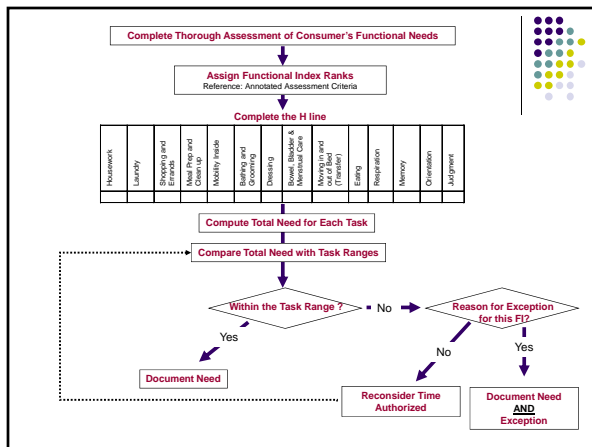 Complete Thorough Assessment of Consumer's Functional Needs
Assign Functional Index Ranks
Reference: Annotated Assessment Criteria
Complete the H line
Housework
Laundry
Shopping and
Errands
Meal Prep and
Clean up
Mobility Inside
Bathing and
Grooming
Dressing
Bowel, Bladder &
Menstrual Care
Moving in and
out of Bed
(Transfer)
Eating
Respiration
Memory
Orientation
Judgment
Compute Total Need for Each Task
Compare Total Need with Task Ranges
Within the Task Range ?
No
Reason for Exception
for this FI?
Yes
No
Yes
Document Need
Reconsider Time
Authorized
Document Need
AND
Exception